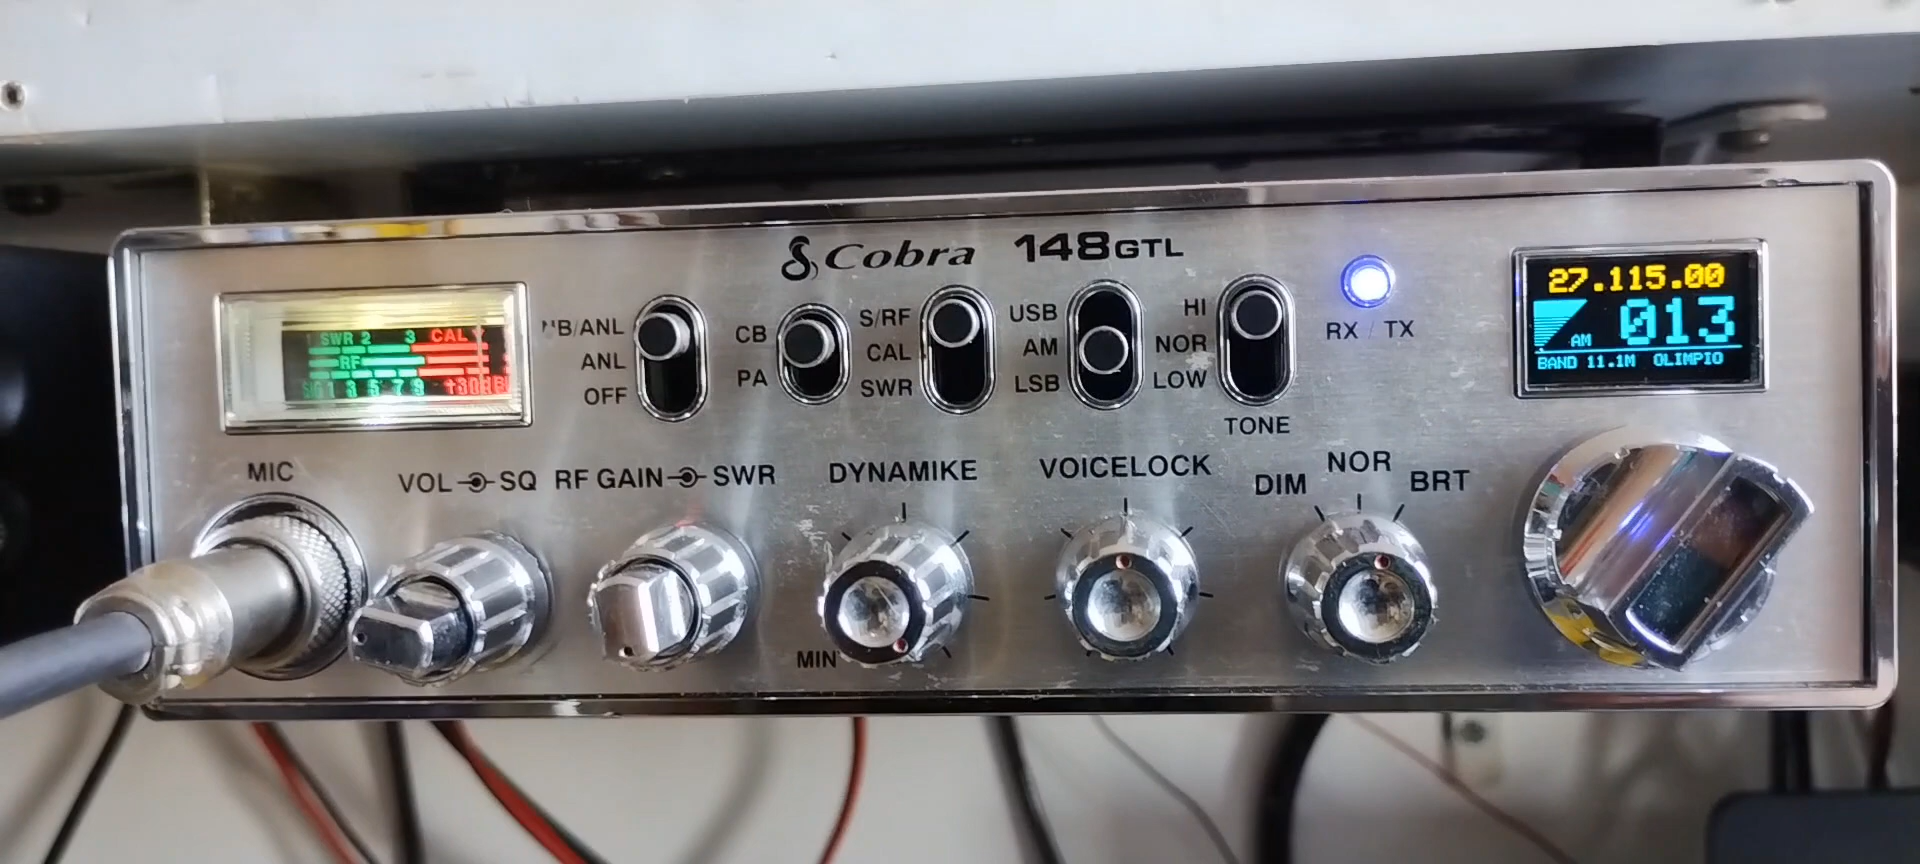 Cobra 148GTL
SWR 2 3 CAL
RF
1 3 5 7 9 +30
NB/ANL
ANL
OFF
CB
PA
S/RF
CAL
SWR
USB
AM
LSB
HI
NOR
LOW
TONE
RX / TX
27.115.00
AM 013
BAND 11.1M OLIMPIO
MIC
VOL SQ
RF GAIN SWR
DYNAMIKE
MIN
VOICELOCK
DIM NOR BRT